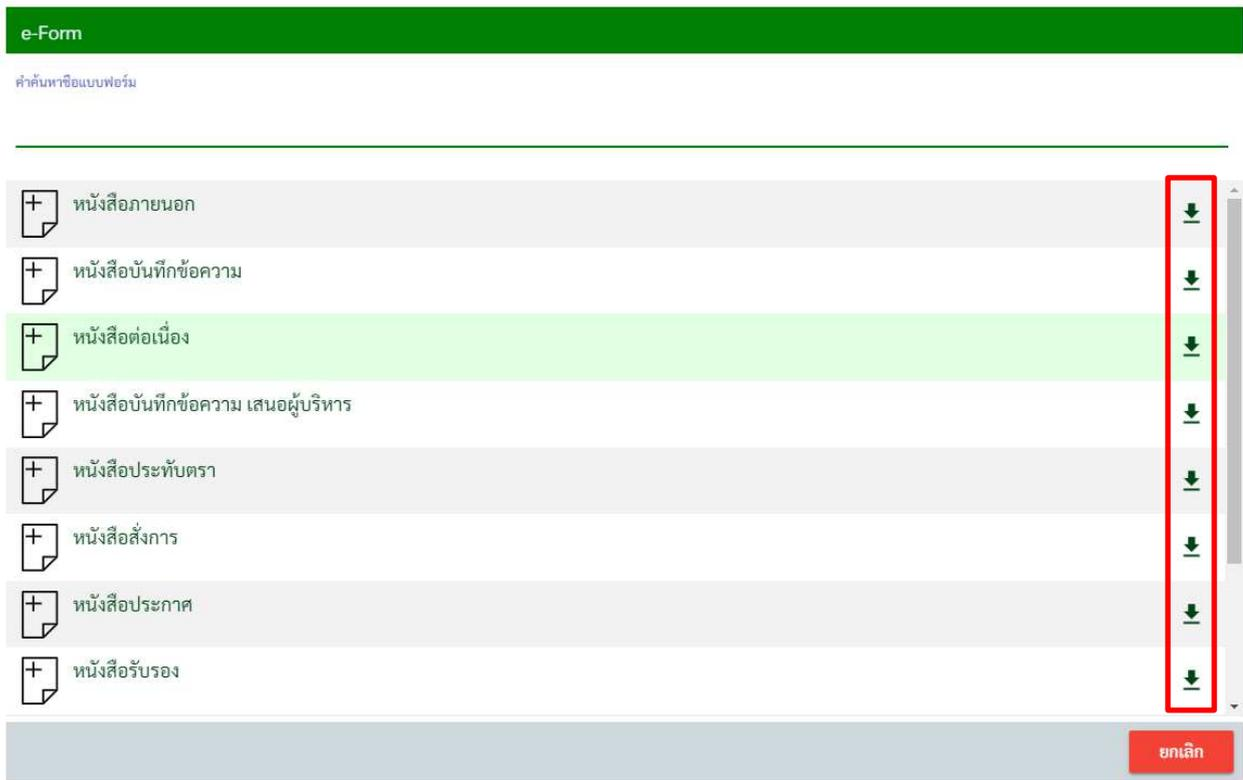 e-Form
คำค้นหาชื่อแบบฟอร์ม
หนังสือภายนอก
หนังสือบันทึกข้อความ
หนังสือต่อเนื่อง
หนังสือบันทึกข้อความ เสนอผู้บริหาร
หนังสือประทับตรา
หนังสือสั่งการ
หนังสือประกาศ
หนังสือรับรอง
ยกเลิก